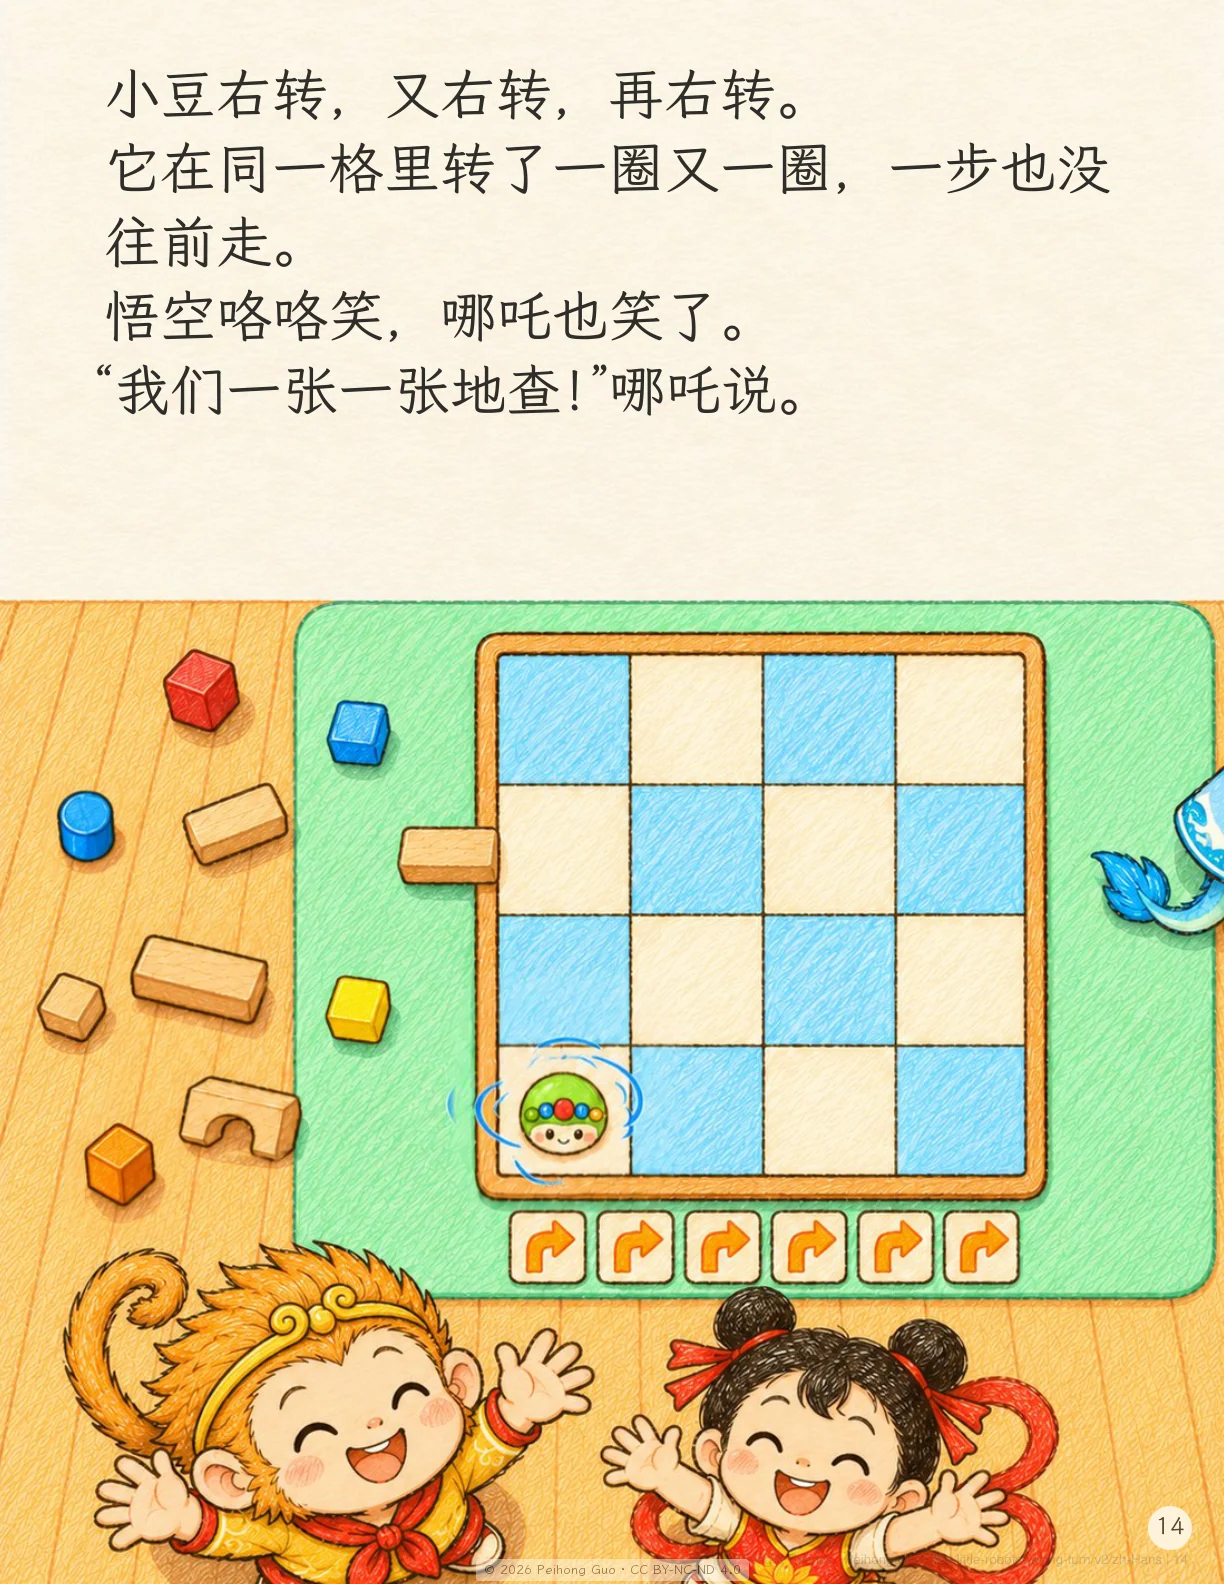 小豆右转，又右转，再右转。
它在同一格里转了一圈又一圈，一步也没
往前走。
悟空咯咯笑，哪吒也笑了。
“我们一张一张地查！”哪吒说。
14
© 2026 Peihong Guo • CC BY-NC-ND 4.0